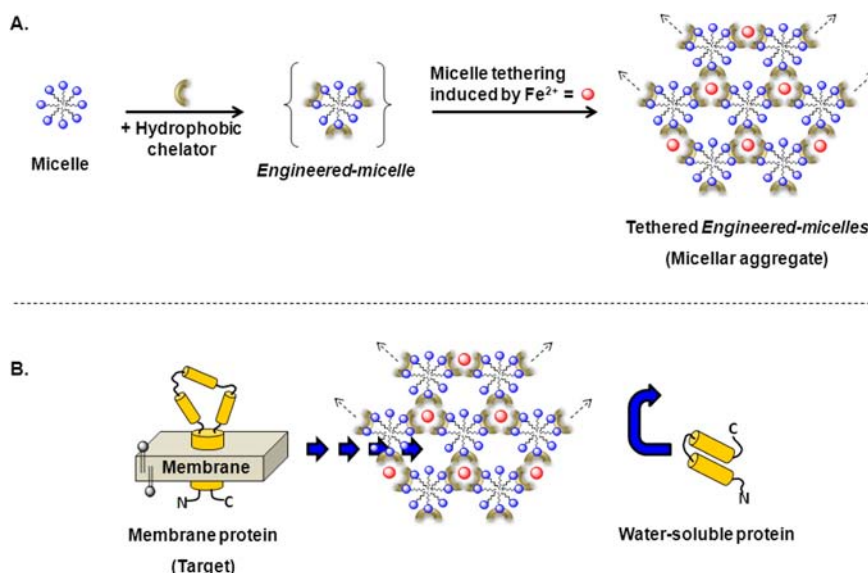 A.
Micelle
+ Hydrophobic
chelator
Engineered-micelle
Micelle tethering
induced by Fe²⁺ =
Tethered Engineered-micelles
(Micellar aggregate)
B.
Membrane
N
C
Membrane protein
(Target)
C
N
Water-soluble protein